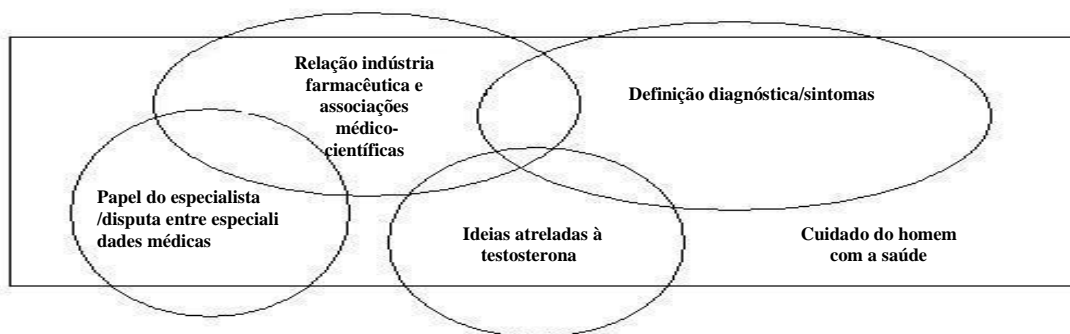 Relação indústria
farmacêutica e
associações
médico-
científicas
Definição diagnóstica/sintomas
Papel do especialista
/disputa entre especiali
dades médicas
Ideias atreladas à
testosterona
Cuidado do homem
com a saúde